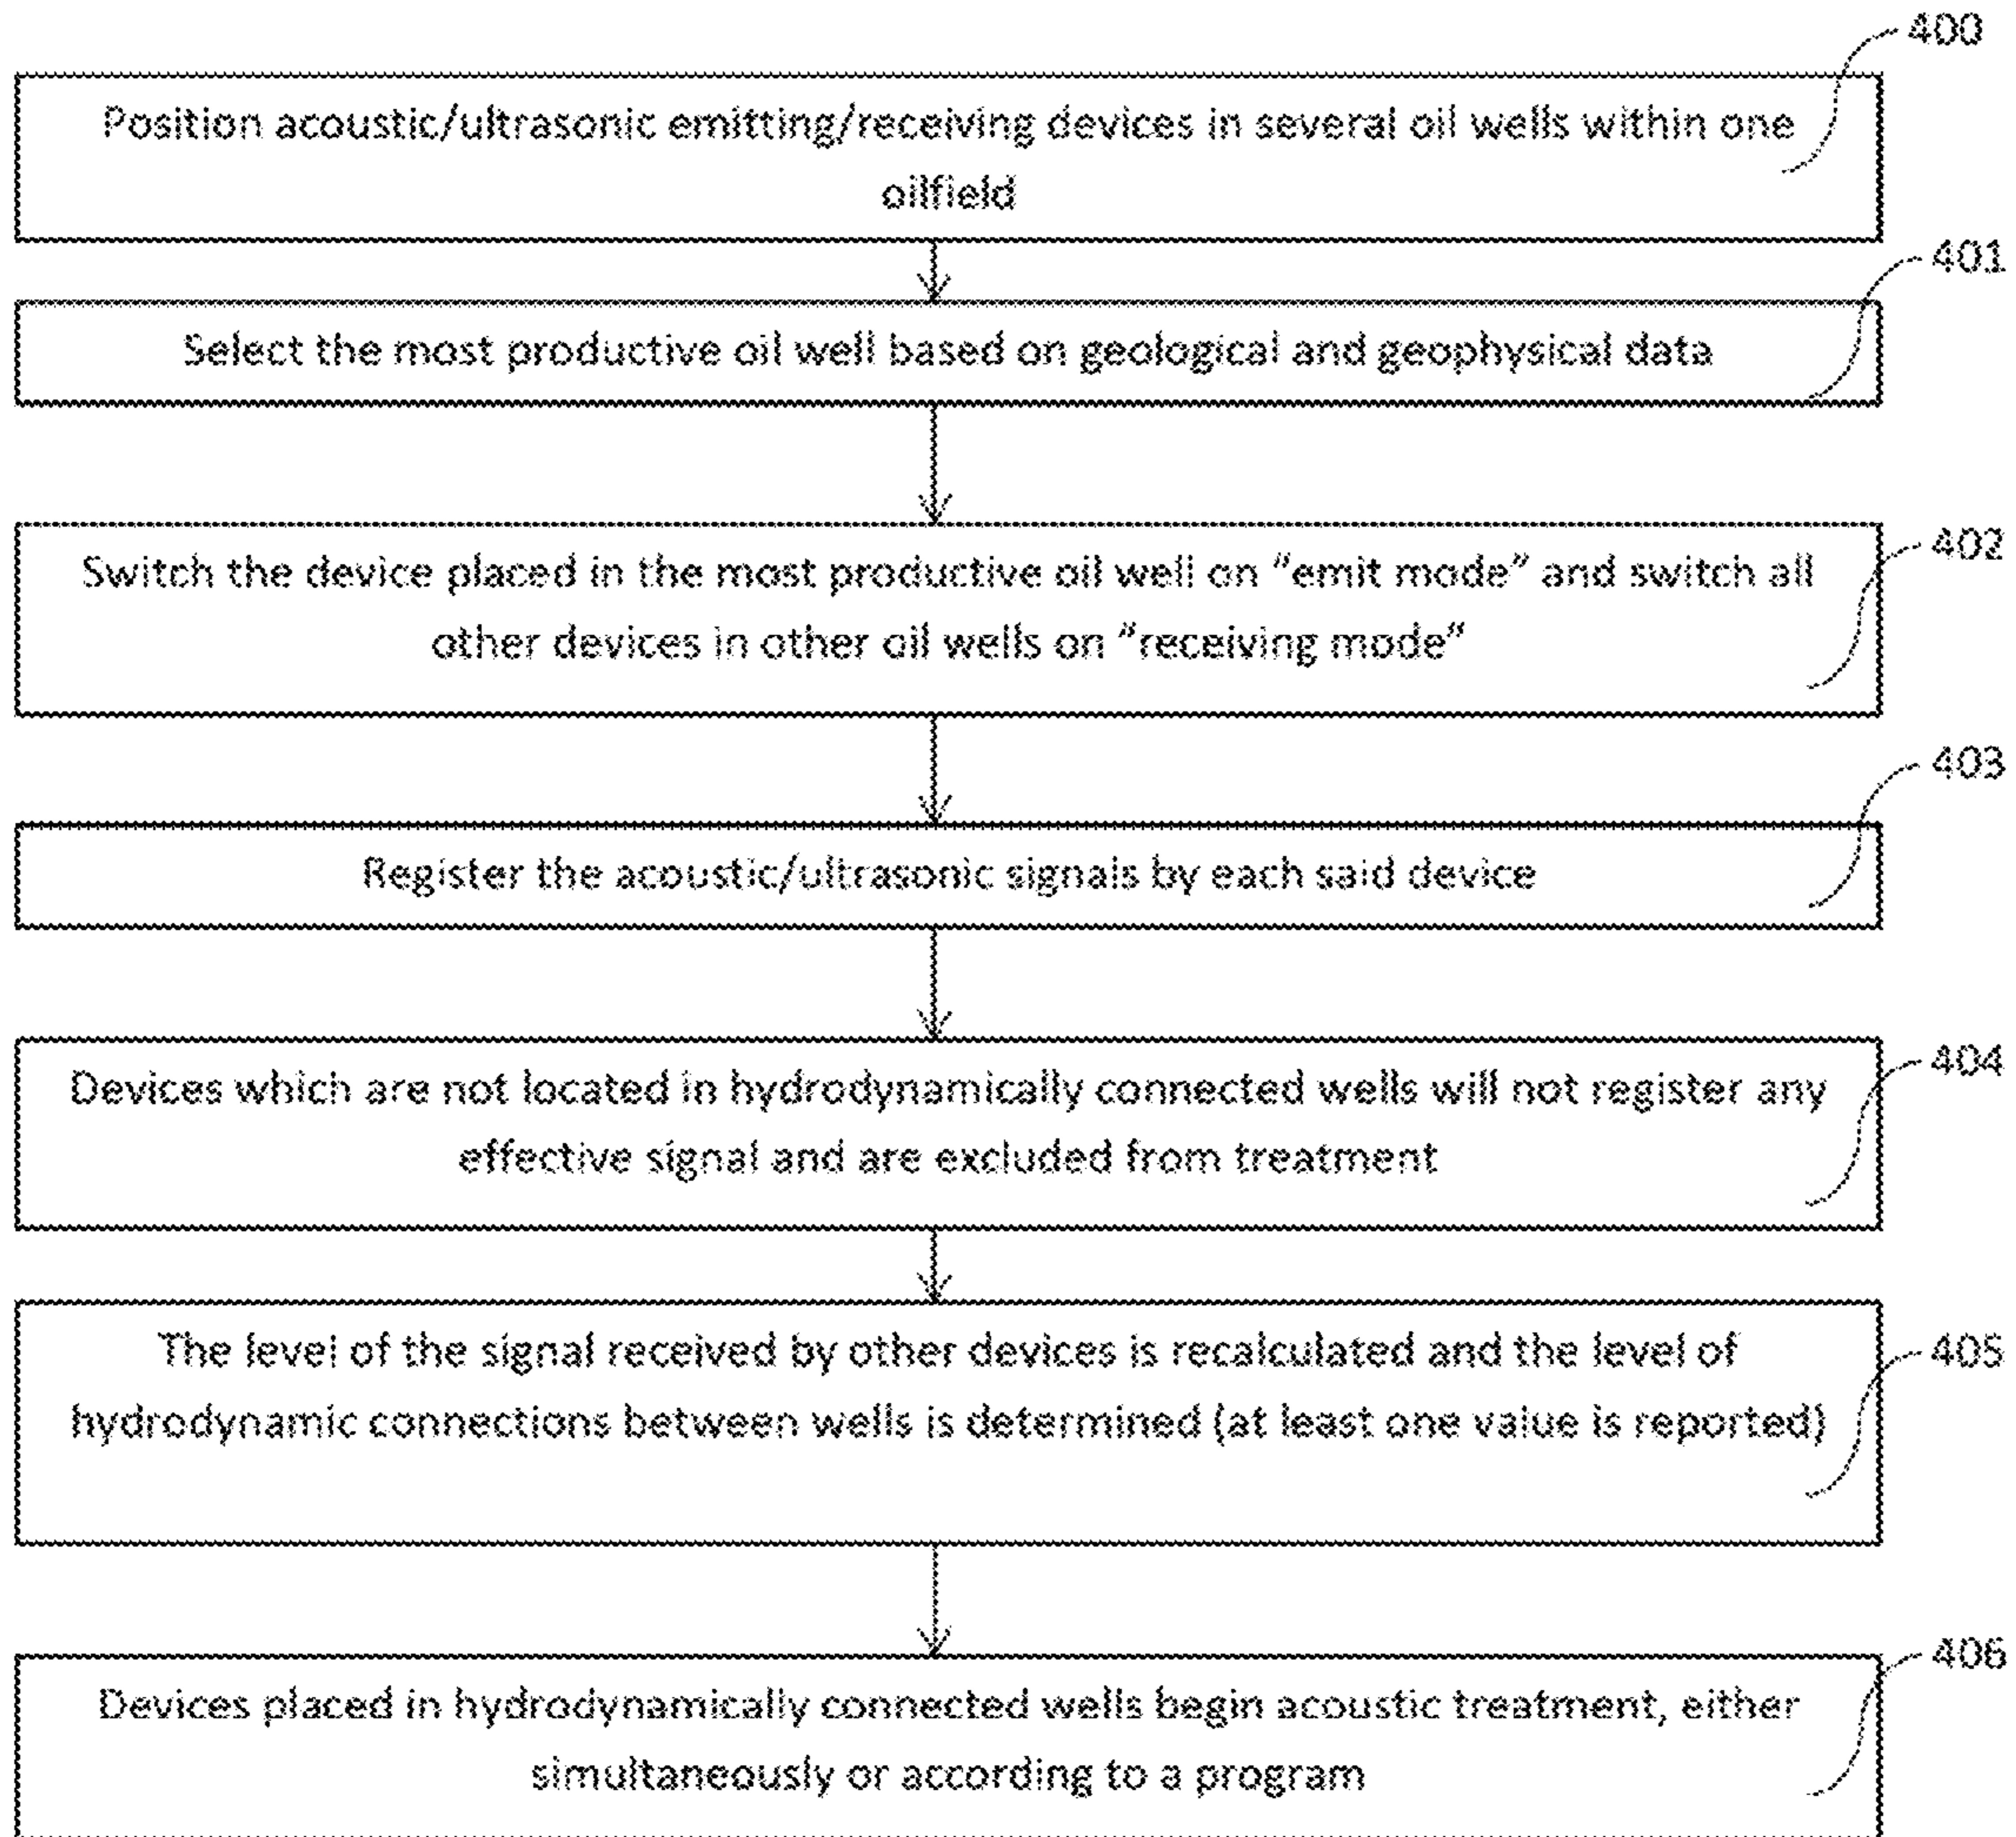 400
Position acoustic/ultrasonic emitting/receiving devices in several oil wells within one
oilfield
401
Select the most productive oil well based on geological and geophysical data
402
Switch the device placed in the most productive oil well on "emit mode" and switch all
other devices in other oil wells on "receiving mode"
403
Register the acoustic/ultrasonic signals by each said device
404
Devices which are not located in hydrodynamically connected wells will not register any
effective signal and are excluded from treatment
405
The level of the signal received by other devices is recalculated and the level of
hydrodynamic connections between wells is determined (at least one value is reported)
406
Devices placed in hydrodynamically connected wells begin acoustic treatment, either
simultaneously or according to a program